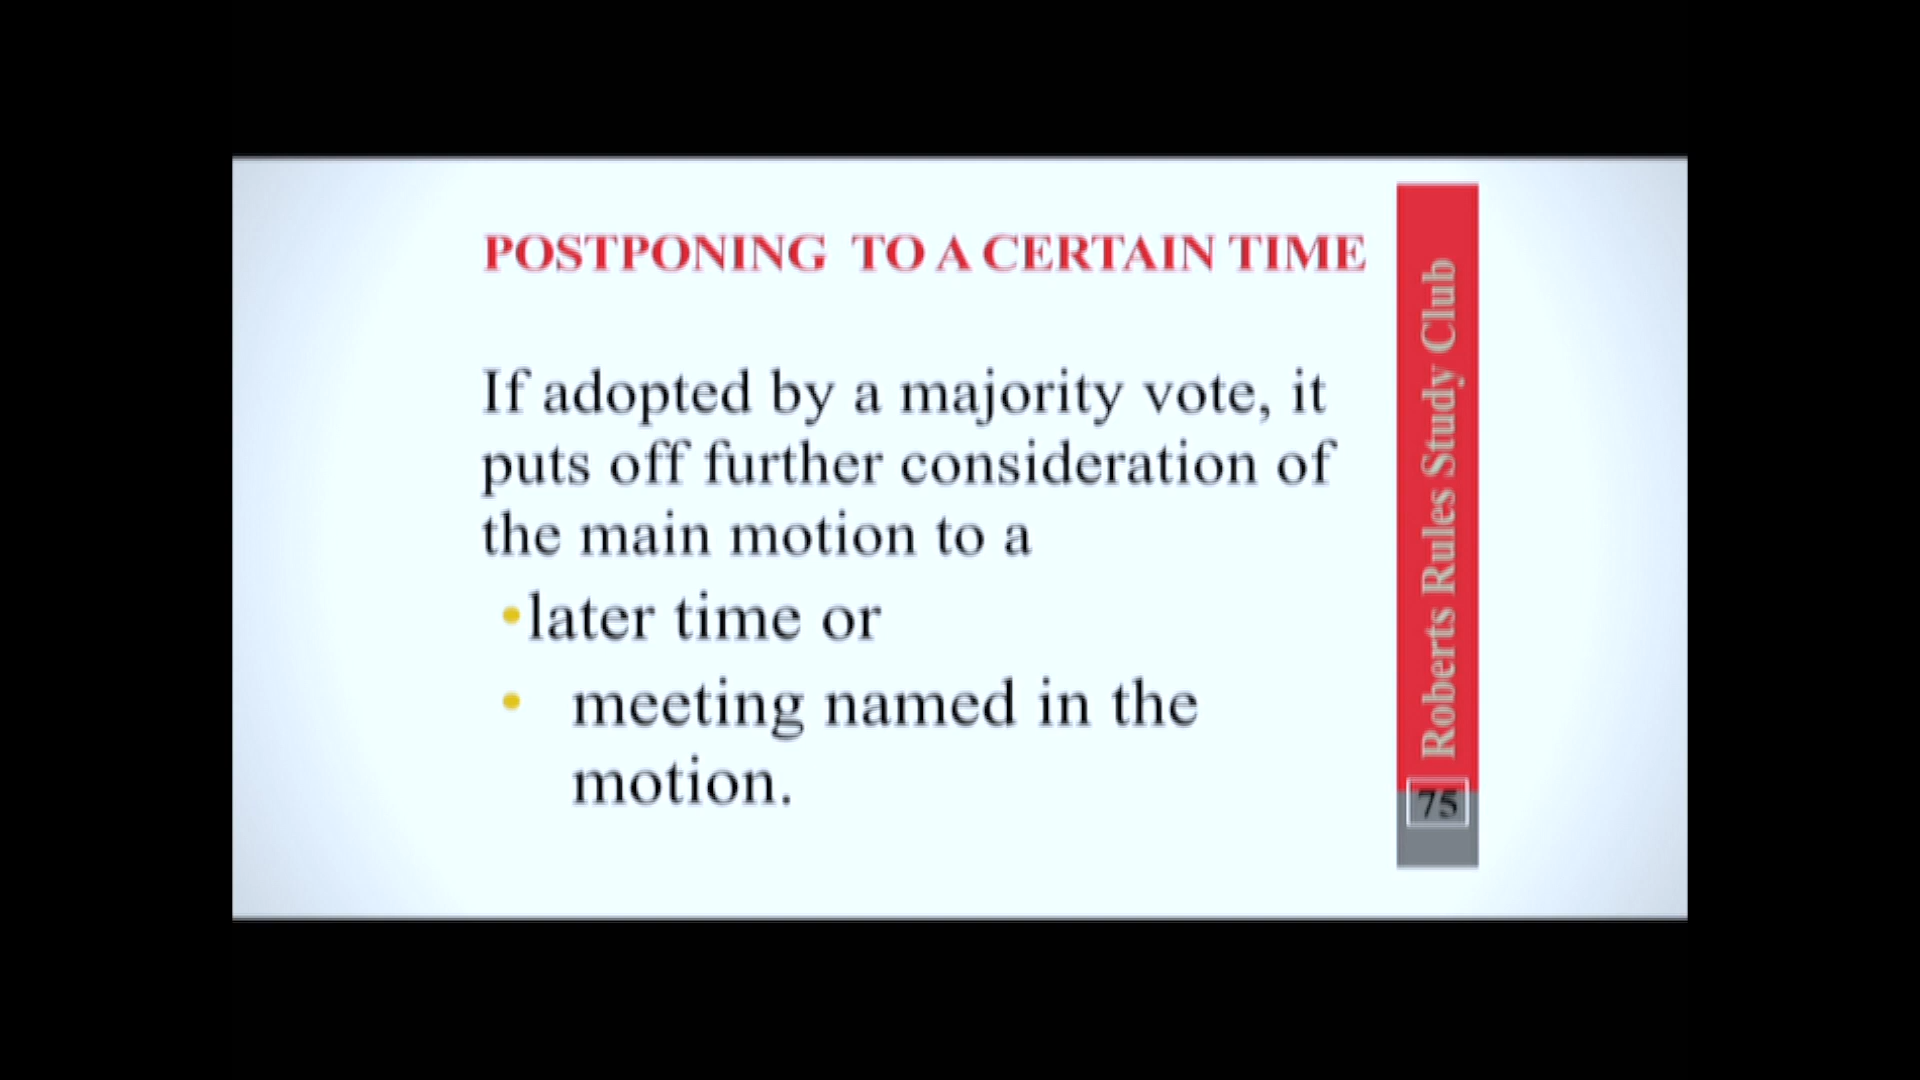 POSTPONING TO A CERTAIN TIME
If adopted by a majority vote, it
puts off further consideration of
the main motion to a
•later time or
• meeting named in the
motion.
Roberts Rules Study Club
75